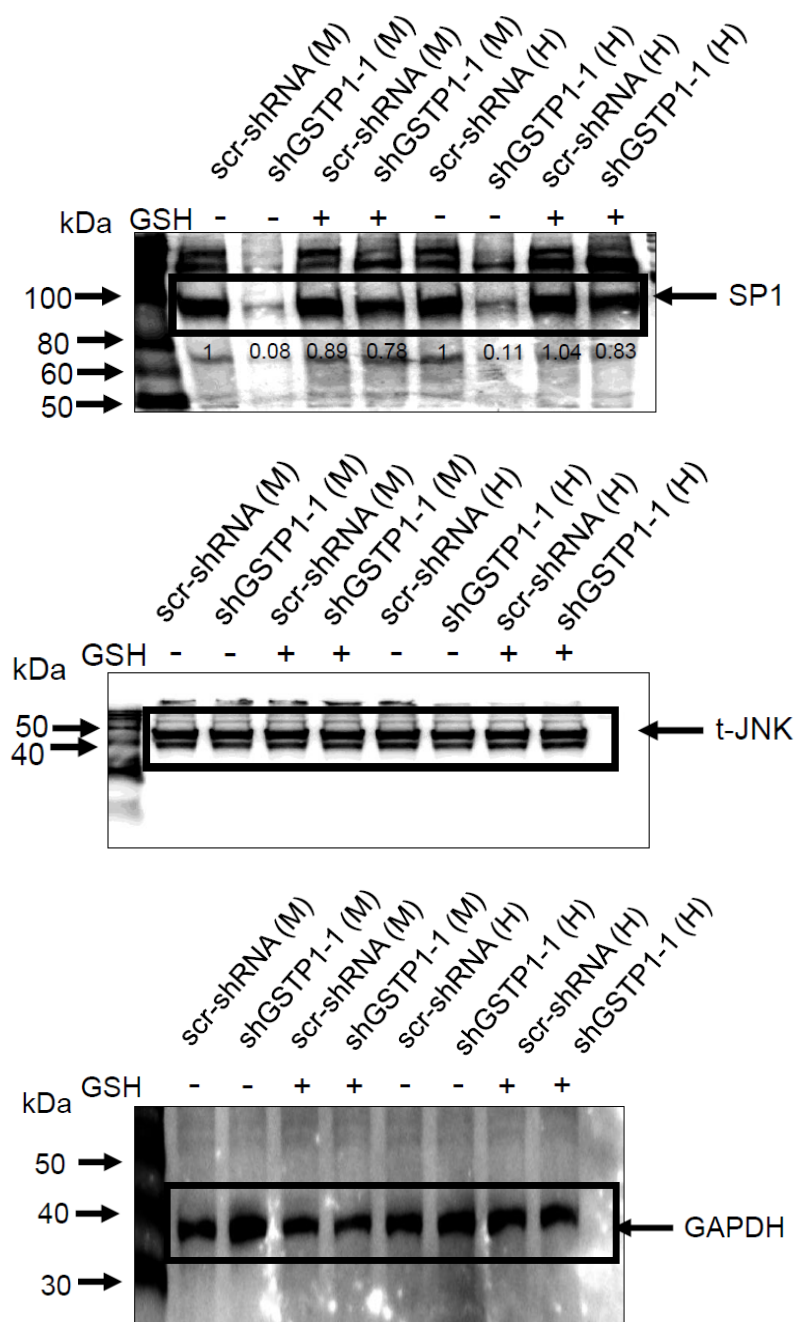 scr-shRNA (M)
shGSTP1-1 (M)
scr-shRNA (M)
shGSTP1-1 (M)
scr-shRNA (H)
shGSTP1-1 (H)
scr-shRNA (H)
shGSTP1-1 (H)
kDa GSH - - + + - - + +
100 SP1
80
1 0.08 0.89 0.78 1 0.11 1.04 0.83
60
50
scr-shRNA (M)
shGSTP1-1 (M)
scr-shRNA (M)
shGSTP1-1 (M)
scr-shRNA (H)
shGSTP1-1 (H)
scr-shRNA (H)
shGSTP1-1 (H)
kDa GSH - - + + - - + +
50 t-JNK
40
scr-shRNA (M)
shGSTP1-1 (M)
scr-shRNA (M)
shGSTP1-1 (M)
scr-shRNA (H)
shGSTP1-1 (H)
scr-shRNA (H)
shGSTP1-1 (H)
GSH - - + + - - + +
kDa
50
40 GAPDH
30